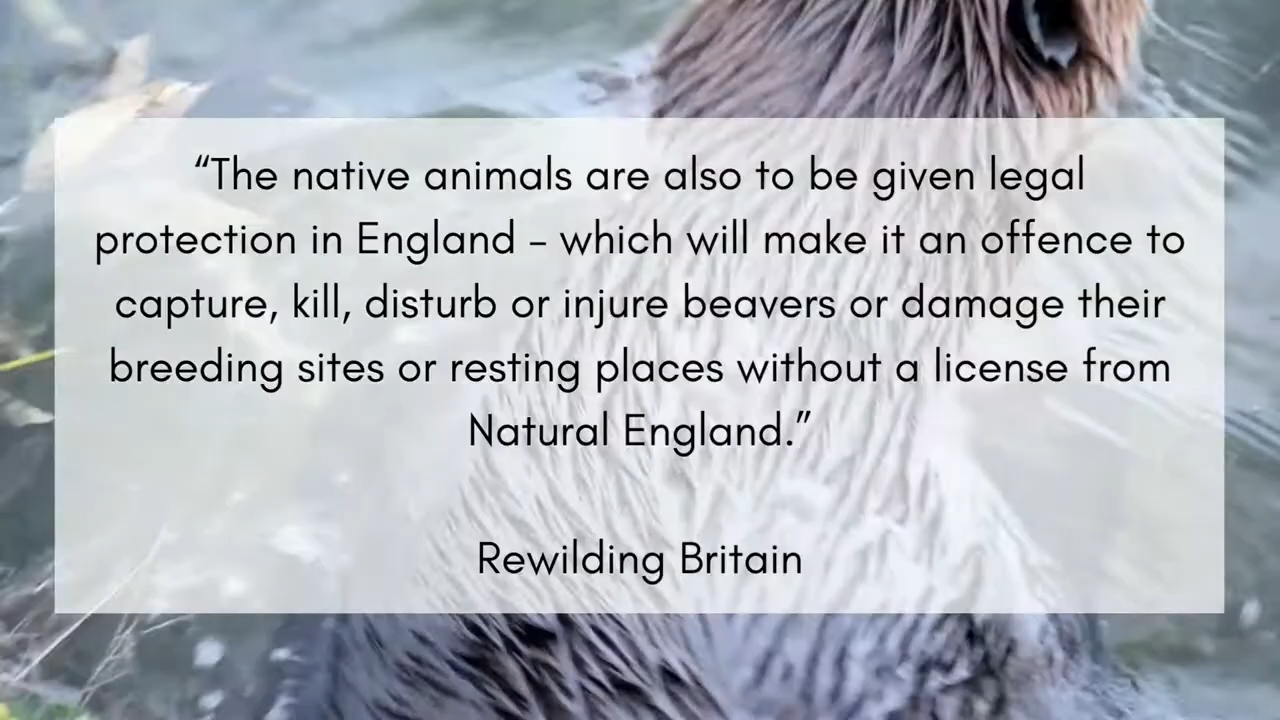 “The native animals are also to be given legal
protection in England – which will make it an offence to
capture, kill, disturb or injure beavers or damage their
breeding sites or resting places without a license from
Natural England.”
Rewilding Britain